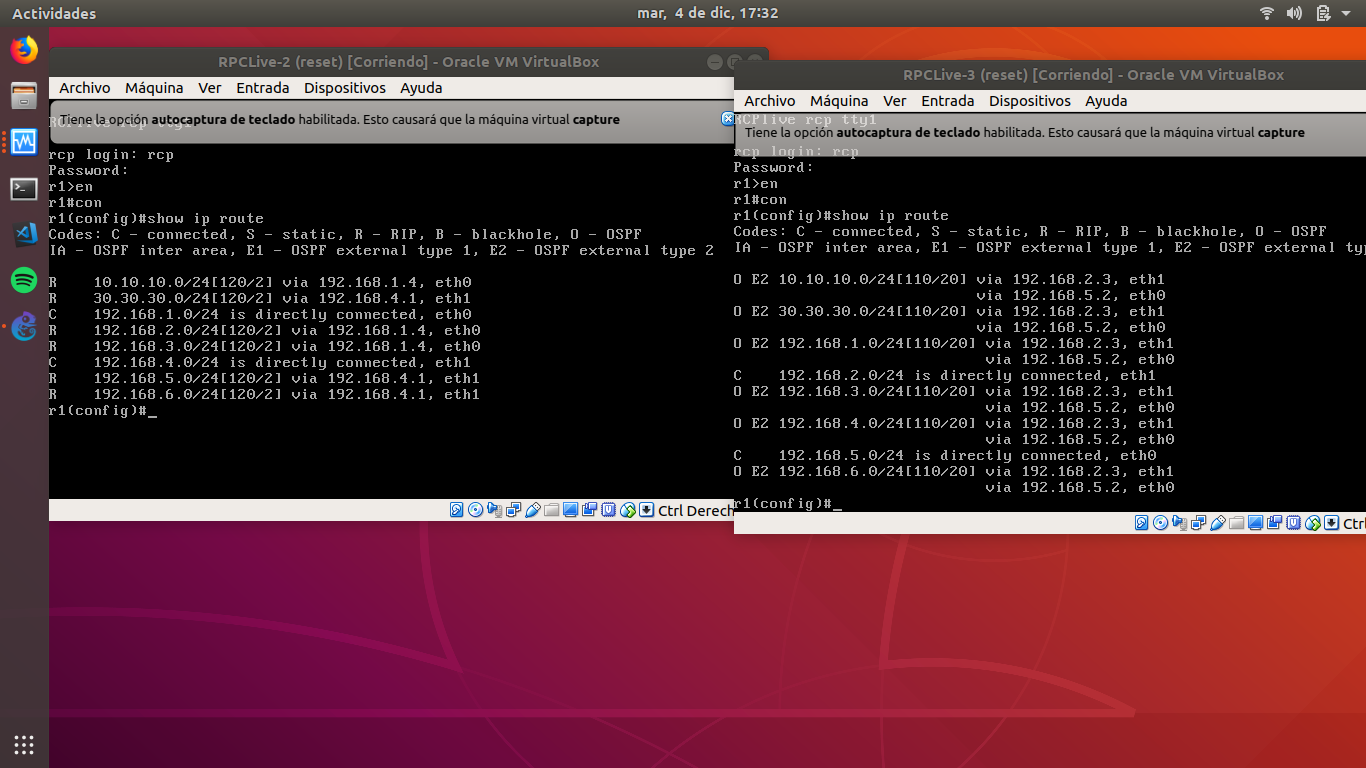 Actividades
mar, 4 de dic, 17:32
RPCLive-2 (reset) [Corriendo] - Oracle VM VirtualBox
Archivo Máquina Ver Entrada Dispositivos Ayuda
Tiene la opción autocaptura de teclado habilitada. Esto causará que la máquina virtual capture
rcp login: rcp
Password:
r1>en
r1#con
r1(config)#show ip route
Codes: C - connected, S - static, R - RIP, B - blackhole, O - OSPF
IA - OSPF inter area, E1 - OSPF external type 1, E2 - OSPF external type 2
R 10.10.10.0/24[120/2] via 192.168.1.4, eth0
R 30.30.30.0/24[120/2] via 192.168.4.1, eth1
C 192.168.1.0/24 is directly connected, eth0
R 192.168.2.0/24[120/2] via 192.168.1.4, eth0
R 192.168.3.0/24[120/2] via 192.168.1.4, eth0
C 192.168.4.0/24 is directly connected, eth1
R 192.168.5.0/24[120/2] via 192.168.4.1, eth1
R 192.168.6.0/24[120/2] via 192.168.4.1, eth1
r1(config)#_
Ctrl Derech
RPCLive-3 (reset) [Corriendo] - Oracle VM VirtualBox
Archivo Máquina Ver Entrada Dispositivos Ayuda
RCPlive rcp tty1
Tiene la opción autocaptura de teclado habilitada. Esto causará que la máquina virtual capture
rcp login: rcp
Password:
r1>en
r1#con
r1(config)#show ip route
Codes: C - connected, S - static, R - RIP, B - blackhole, O - OSPF
IA - OSPF inter area, E1 - OSPF external type 1, E2 - OSPF external typ
O E2 10.10.10.0/24[110/20] via 192.168.2.3, eth1
via 192.168.5.2, eth0
O E2 30.30.30.0/24[110/20] via 192.168.2.3, eth1
via 192.168.5.2, eth0
O E2 192.168.1.0/24[110/20] via 192.168.2.3, eth1
via 192.168.5.2, eth0
C 192.168.2.0/24 is directly connected, eth1
O E2 192.168.3.0/24[110/20] via 192.168.2.3, eth1
via 192.168.5.2, eth0
O E2 192.168.4.0/24[110/20] via 192.168.2.3, eth1
via 192.168.5.2, eth0
C 192.168.5.0/24 is directly connected, eth0
O E2 192.168.6.0/24[110/20] via 192.168.2.3, eth1
via 192.168.5.2, eth0
r1(config)#_
Ctrl